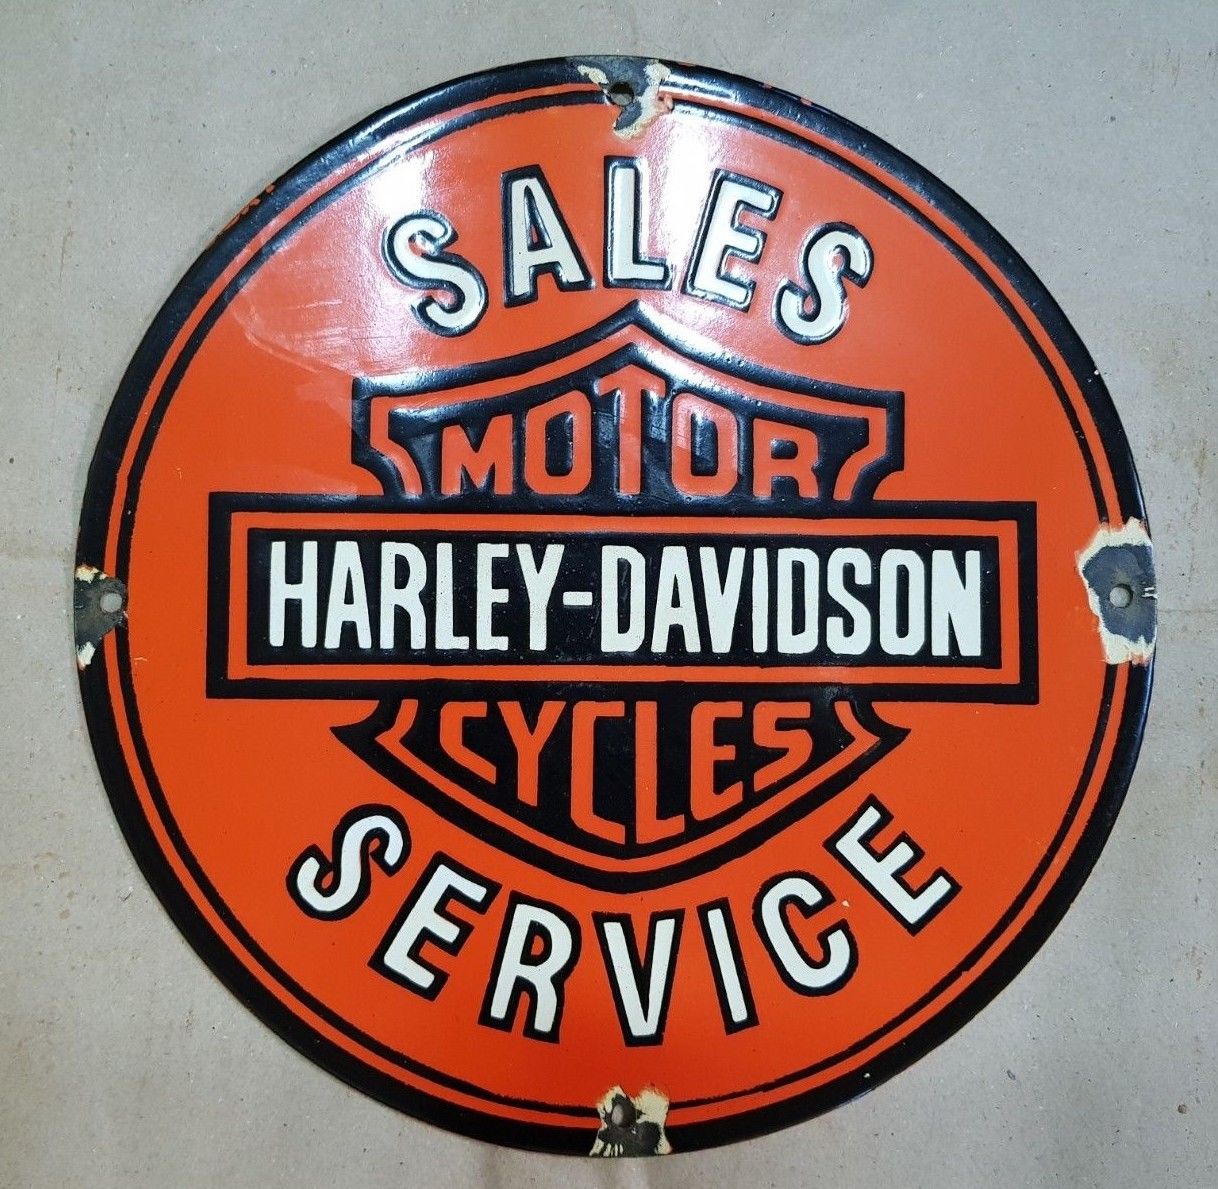 SALES
MOTOR
HARLEY-DAVIDSON
CYCLES
SERVICE